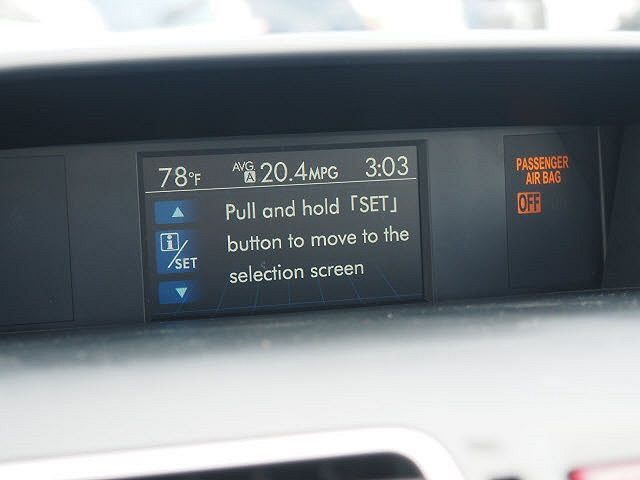 78°F AVG A 20.4MPG 3:03
PASSENGER
AIR BAG
OFF
Pull and hold「SET」
button to move to the
selection screen
i/SET